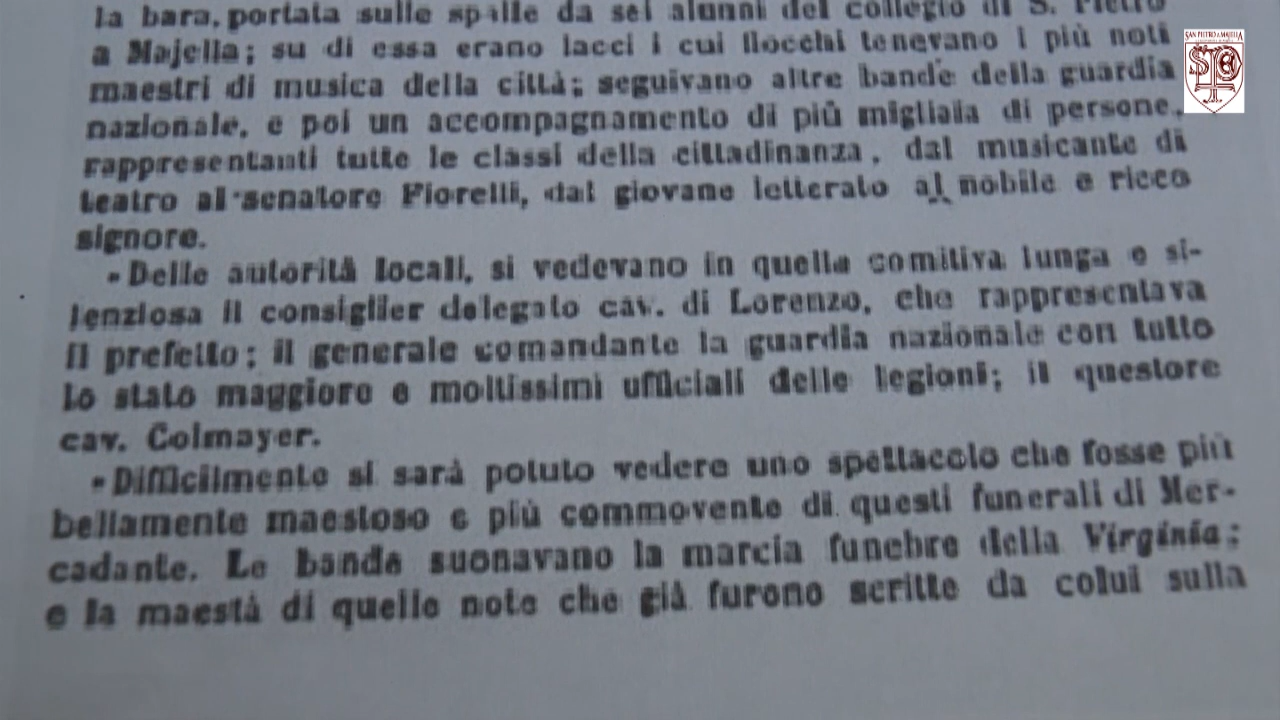 la bara, portata sulle spalle da sei alunni del collegio di S. Pietro
a Majella; su di essa erano lacci i cui fiocchi tenevano i più noti
maestri di musica della città; seguivano altre bande della guardia
nazionale, e poi un accompagnamento di più migliaia di persone,
rappresentanti tutte le classi della cittadinanza, dal musicante di
teatro al senatore Fiorelli, dal giovane letterato al nobile e ricco
signore.
«Delle autorità locali, si vedevano in quella comitiva lunga e si-
lenziosa il consiglier delegato cav. di Lorenzo, che rappresentava
il prefetto; il generale comandante la guardia nazionale con tutto
lo stato maggiore e moltissimi ufficiali delle legioni; il questore
cav. Colmayer.
«Difficilmente si sarà potuto vedere uno spettacolo che fosse più
bellamente maestoso e più commovente di questi funerali di Mer-
cadante. Le bande suonavano la marcia funebre della Virginia;
e la maestà di quelle note che già furono scritte da colui sulla
SAN PIETRO A MAJELLA